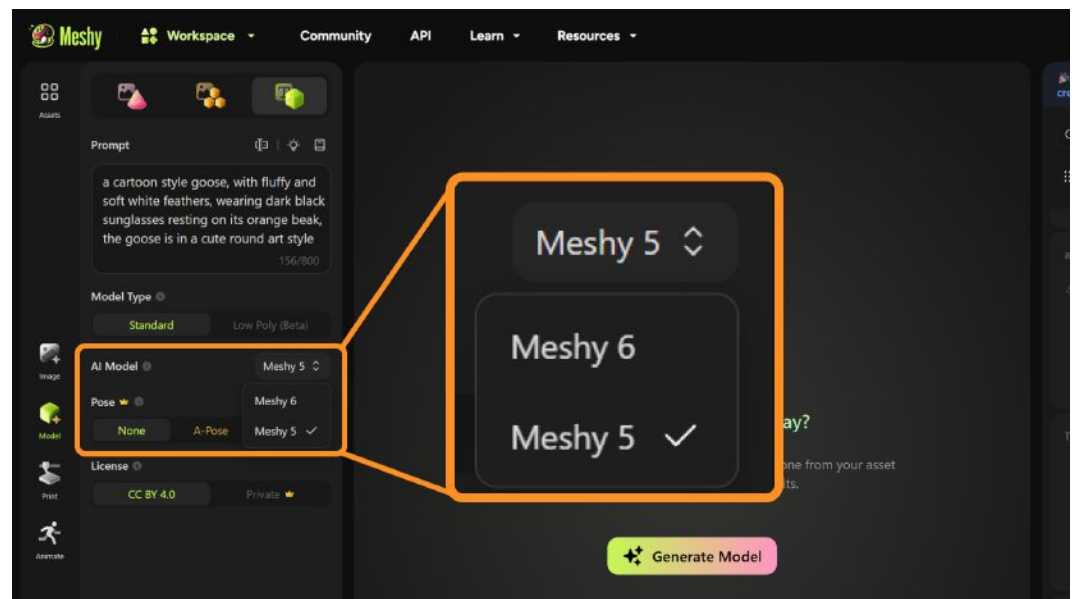 Meshy
Workspace
Community
API
Learn
Resources
Assets
Prompt
a cartoon style goose, with fluffy and
soft white feathers, wearing dark black
sunglasses resting on its orange beak,
the goose is in a cute round art style
156/800
Model Type
Standard
Low Poly (Beta)
AI Model
Meshy 5
Pose
Meshy 6
None
A-Pose
Meshy 5
License
CC BY 4.0
Private
Image
Model
Print
Animate
Meshy 5
Meshy 6
Meshy 5
ay?
one from your asset
its.
Generate Model